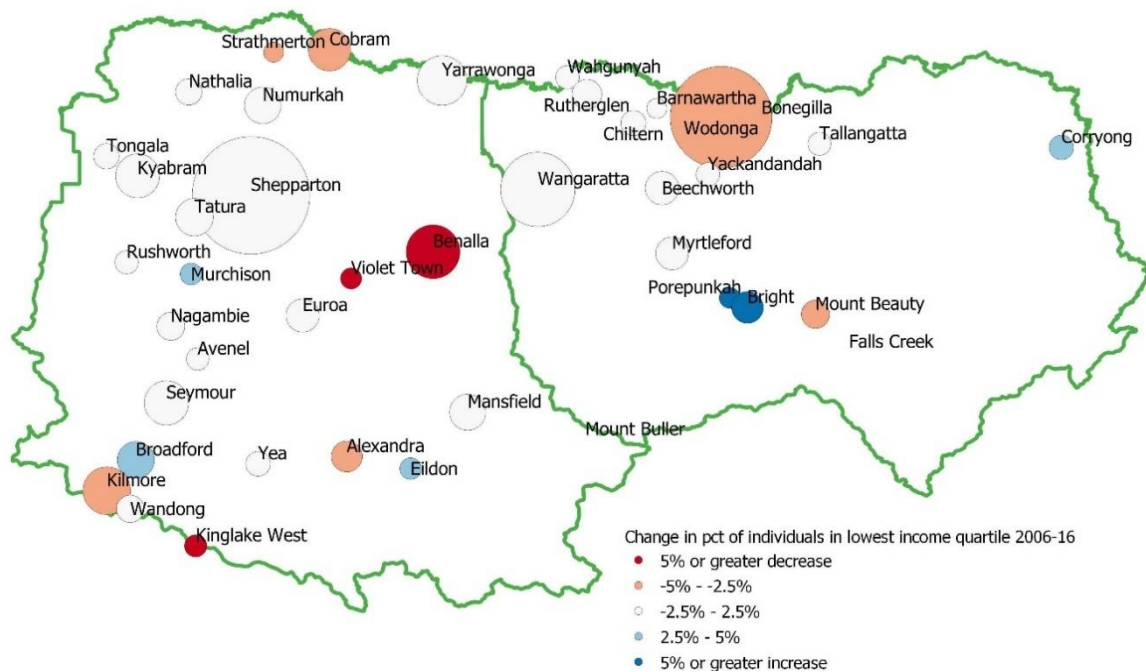 Strathmerton
Cobram
Nathalia
Numurkah
Yarrawonga
Wahgunyah
Rutherglen
Barnawartha
Bonegilla
Chiltern
Wodonga
Tallangatta
Corryong
Tongala
Kyabram
Shepparton
Wangaratta
Yackandandah
Beechworth
Tatura
Rushworth
Murchison
Benalla
Violet Town
Myrtleford
Porepunkah
Bright
Mount Beauty
Falls Creek
Nagambie
Euroa
Avenel
Seymour
Mansfield
Mount Buller
Broadford
Yea
Alexandra
Eildon
Kilmore
Wandong
Kinglake West
Change in pct of individuals in lowest income quartile 2006-16
5% or greater decrease
-5% - -2.5%
-2.5% - 2.5%
2.5% - 5%
5% or greater increase